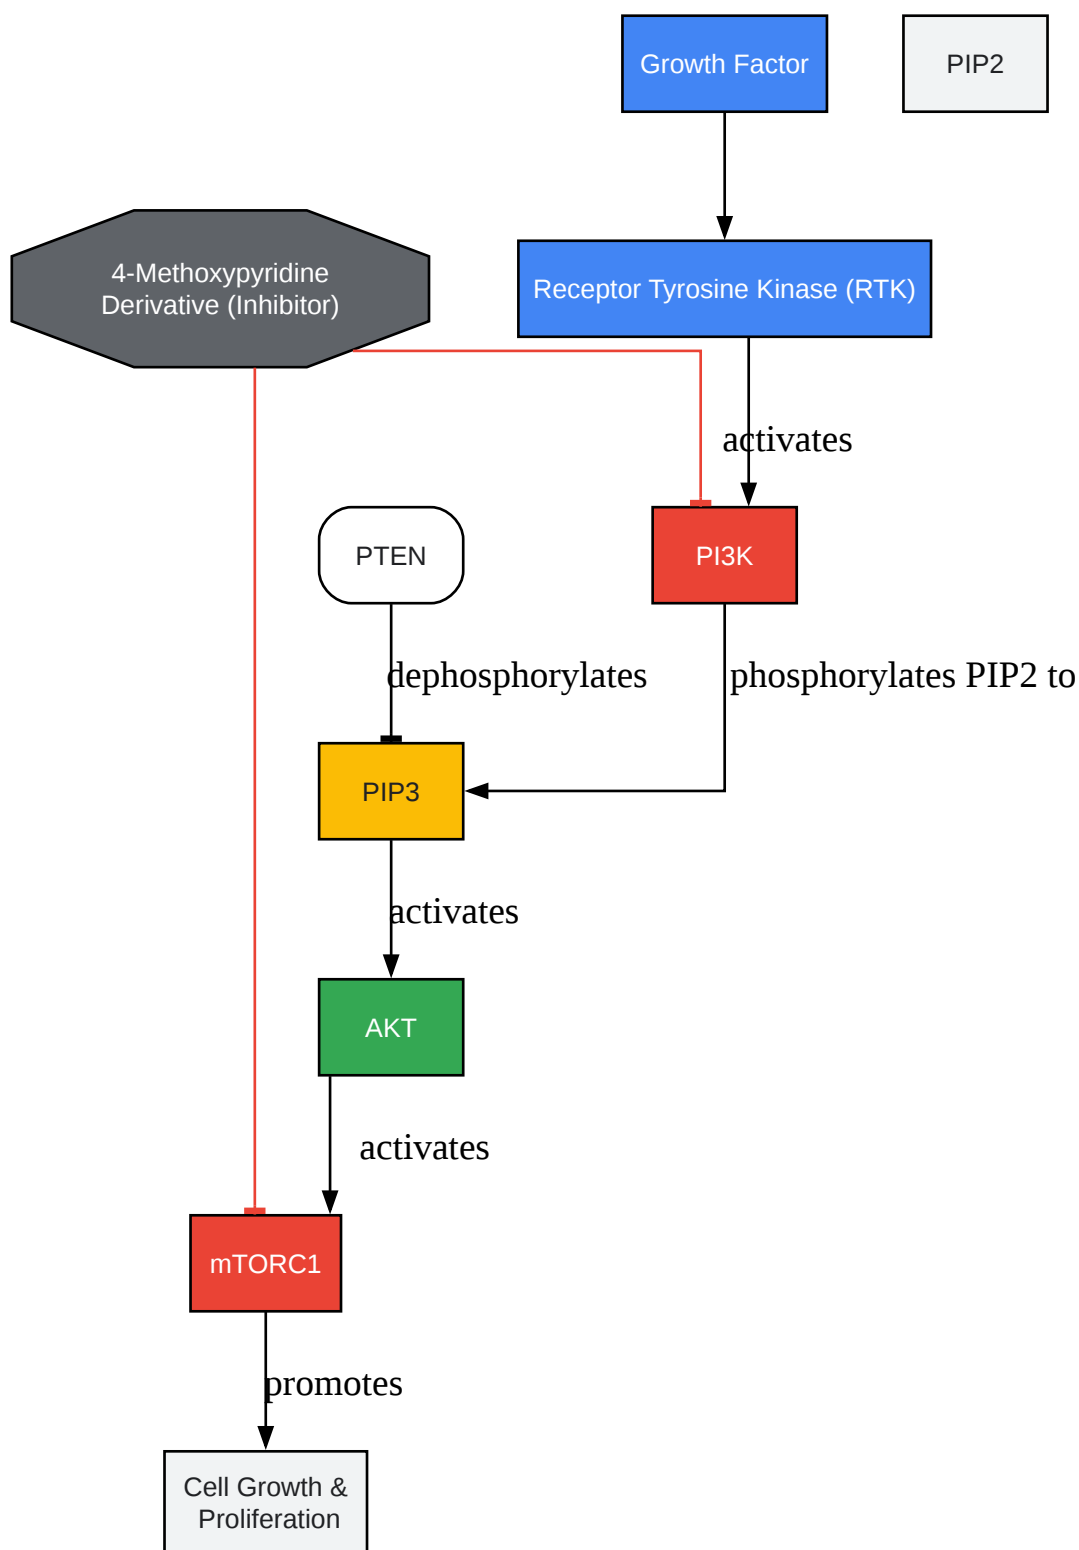 Growth Factor
PIP2
4-Methoxypyridine
Derivative (Inhibitor)
Receptor Tyrosine Kinase (RTK)
activates
PTEN
PI3K
dephosphorylates
phosphorylates PIP2 to
PIP3
activates
AKT
activates
mTORC1
promotes
Cell Growth &
Proliferation